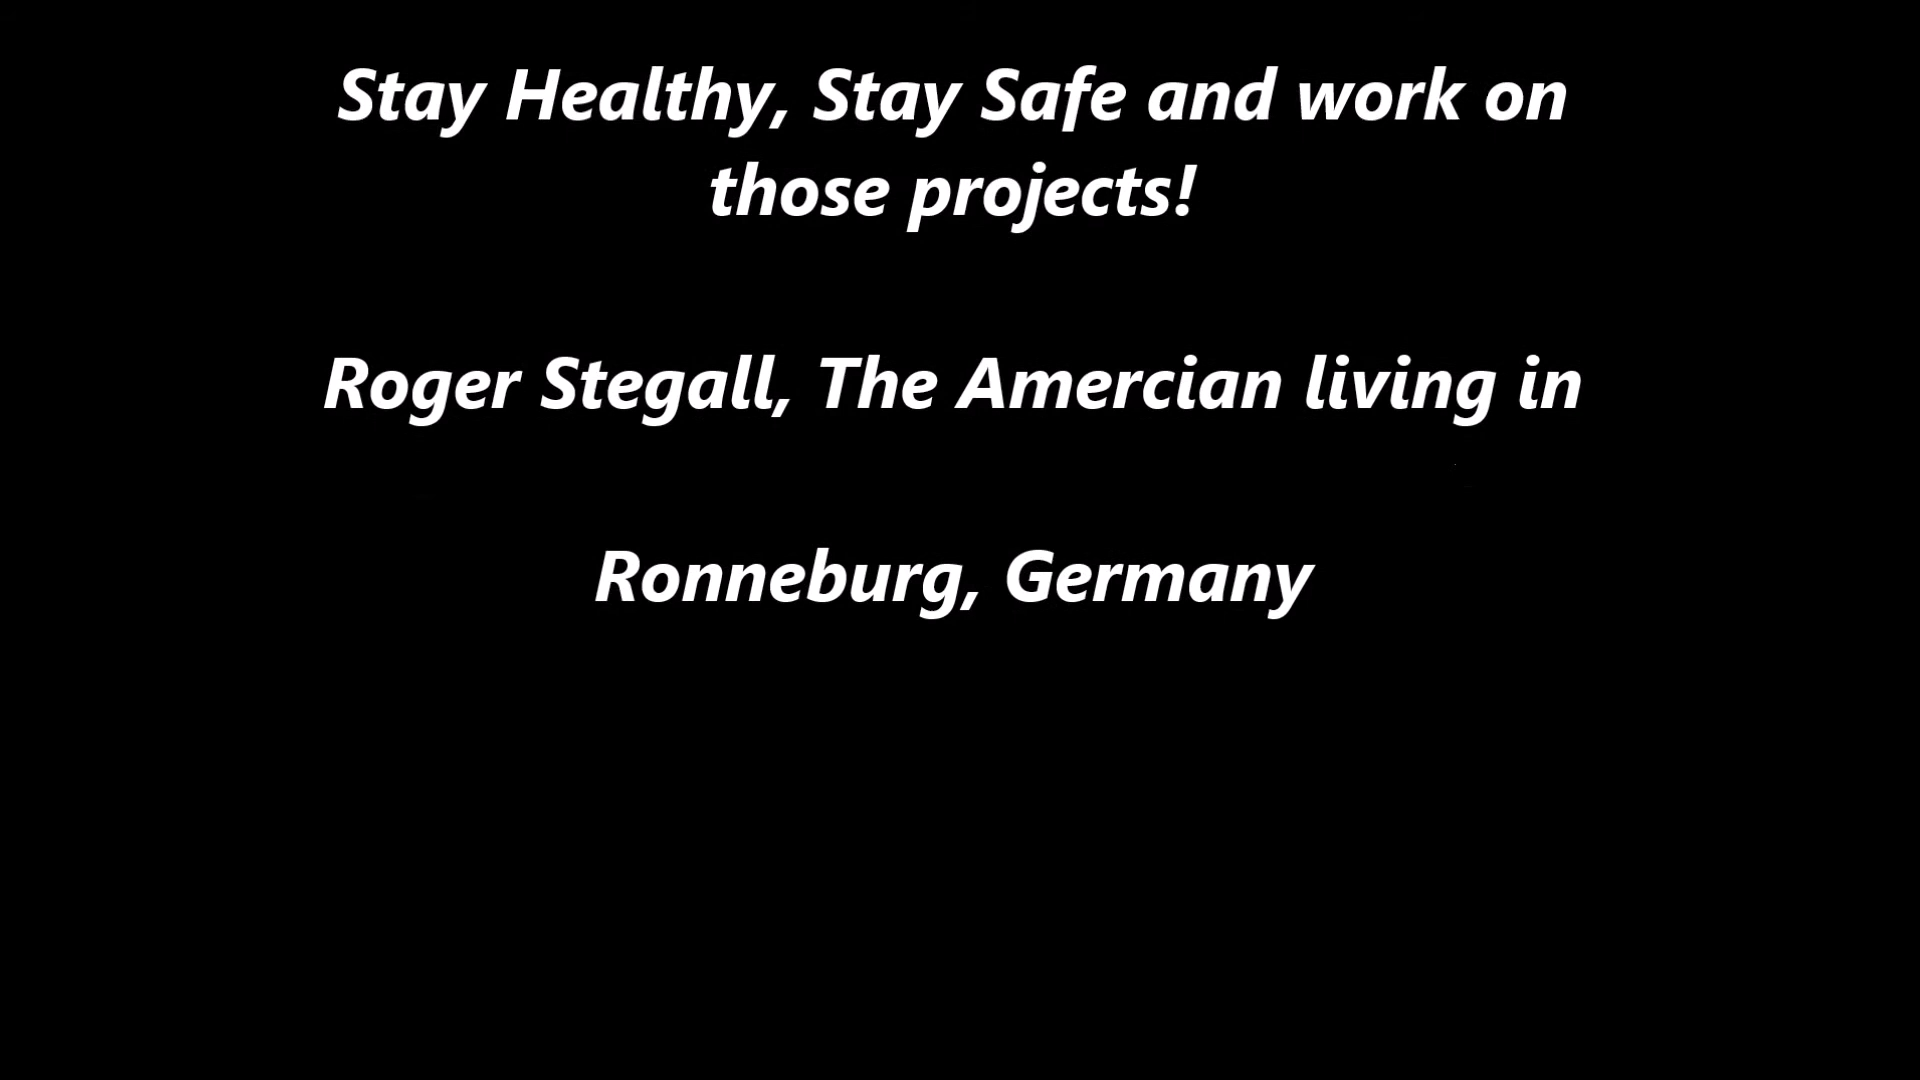 Stay Healthy, Stay Safe and work on
those projects!
Roger Stegall, The Amercian living in
Ronneburg, Germany